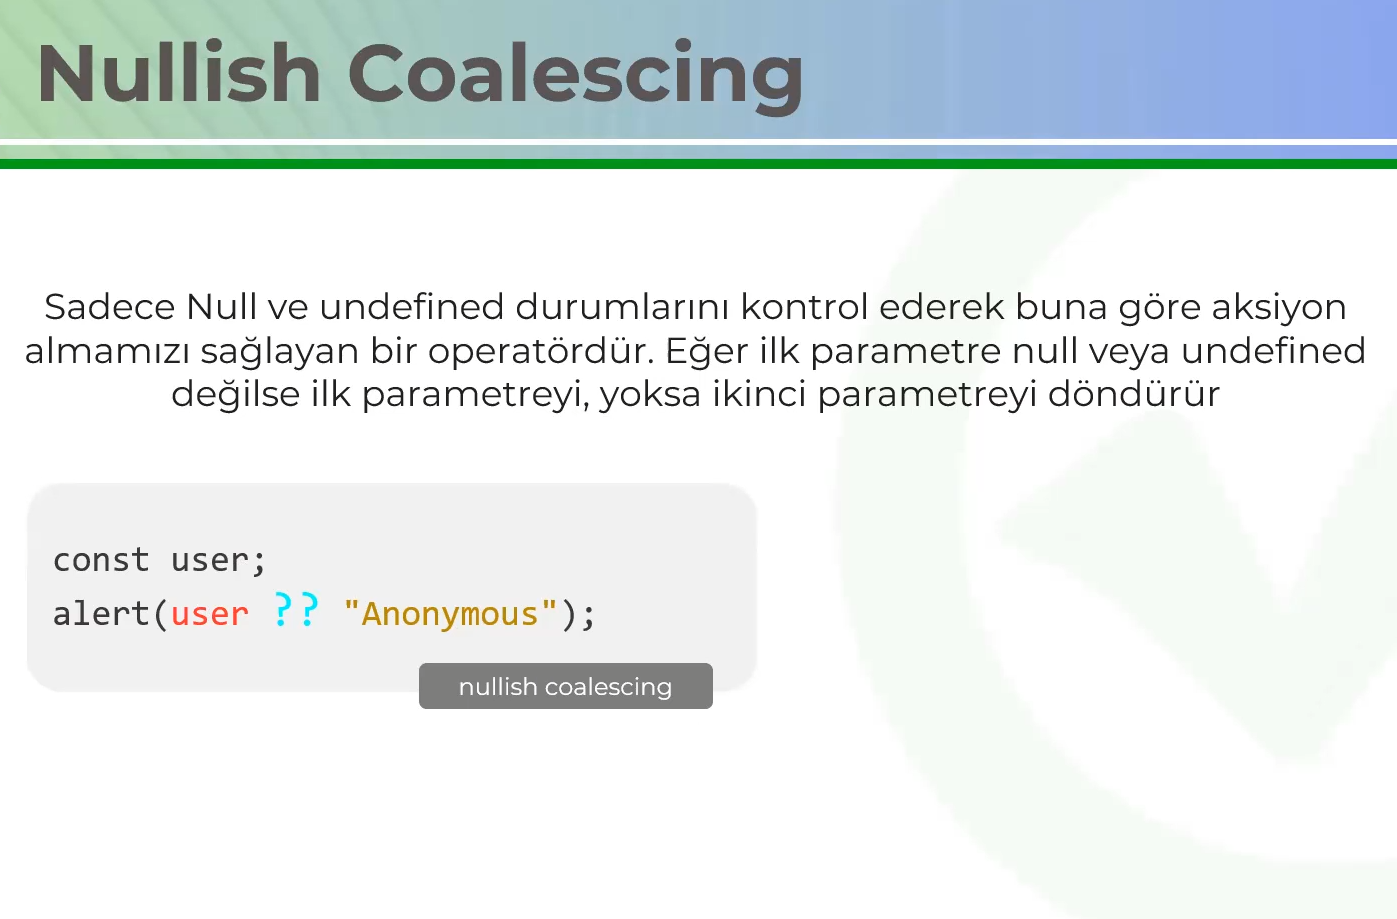 Nullish Coalescing
Sadece Null ve undefined durumlarını kontrol ederek buna göre aksiyon
almamızı sağlayan bir operatördür. Eğer ilk parametre null veya undefined
değilse ilk parametreyi, yoksa ikinci parametreyi döndürür
const user;
alert(user ?? "Anonymous");
nullish coalescing